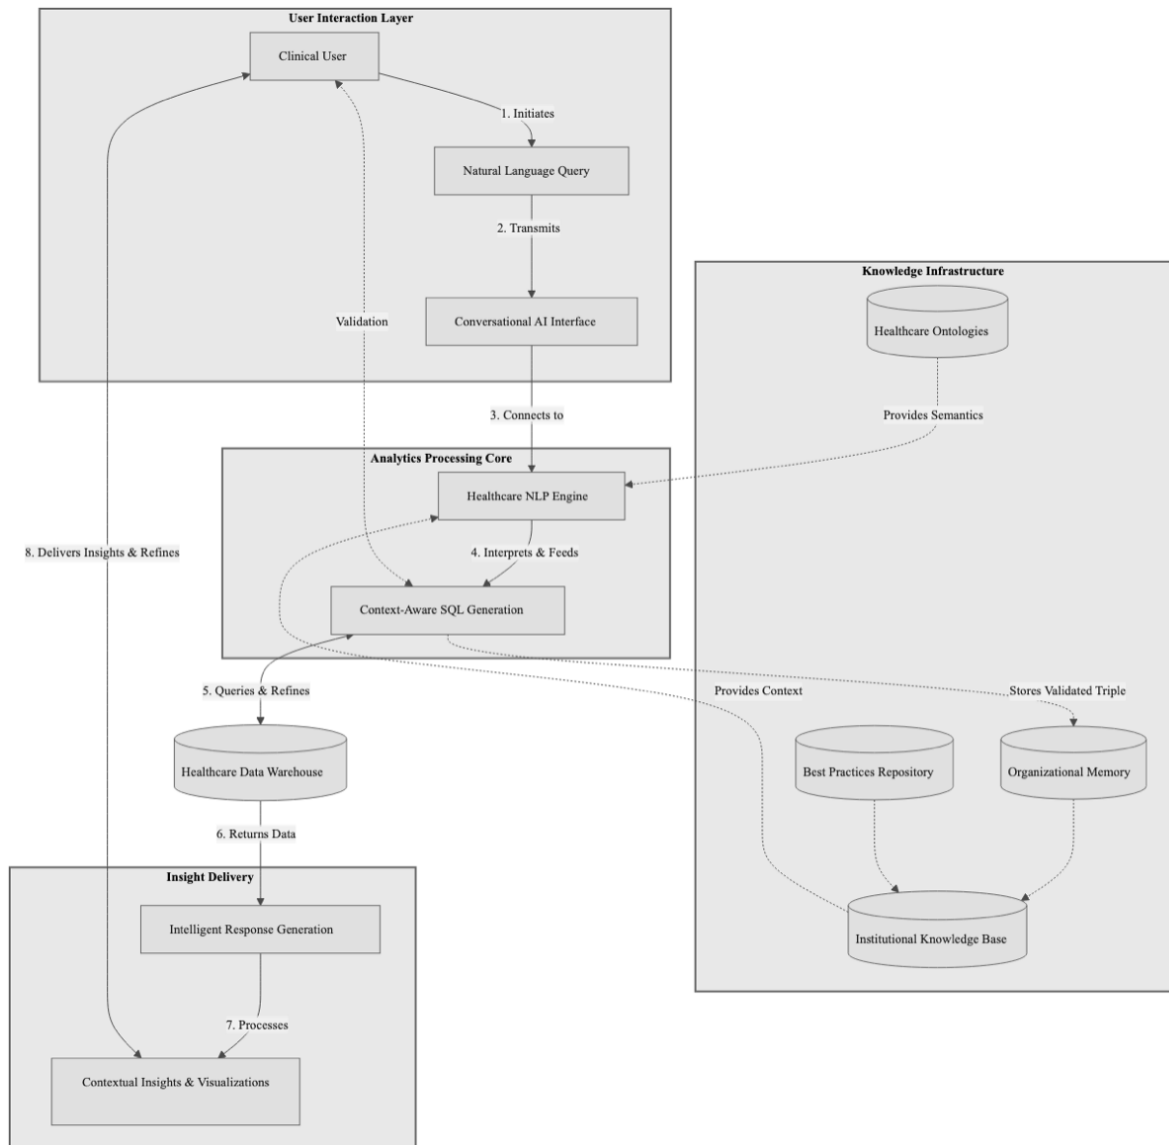 User Interaction Layer
Clinical User
1. Initiates
Natural Language Query
2. Transmits
Conversational AI Interface
Validation
3. Connects to
Knowledge Infrastructure
Healthcare Ontologies
Provides Semantics
Analytics Processing Core
Healthcare NLP Engine
4. Interprets & Feeds
8. Delivers Insights & Refines
Context-Aware SQL Generation
5. Queries & Refines
Provides Context
Stores Validated Triple
Healthcare Data Warehouse
Best Practices Repository
Organizational Memory
6. Returns Data
Insight Delivery
Intelligent Response Generation
Institutional Knowledge Base
7. Processes
Contextual Insights & Visualizations